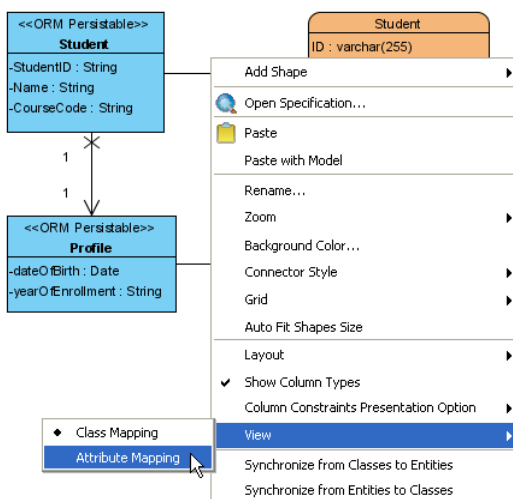 <<ORM Persistable>>
Student
-StudentID : String
-Name : String
-CourseCode : String
1
1
<<ORM Persistable>>
Profile
-dateOfBirth : Date
-yearOfEnrollment : String
Student
ID : varchar(255)
Add Shape
Open Specification...
Paste
Paste with Model
Rename...
Zoom
Background Color...
Connector Style
Grid
Auto Fit Shapes Size
Layout
Show Column Types
Column Constraints Presentation Option
View
Class Mapping
Attribute Mapping
Synchronize from Classes to Entities
Synchronize from Entities to Classes